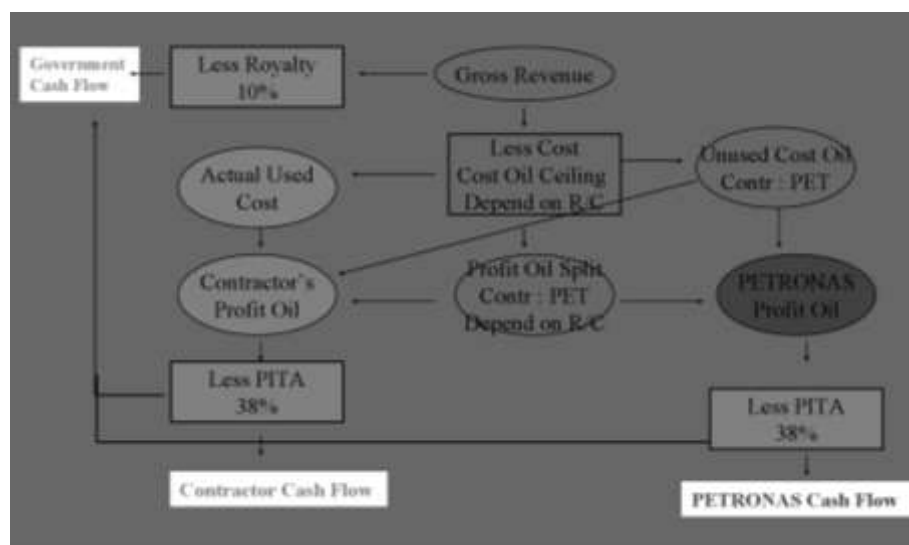 Government
Cash Flow
Less Royalty
10%
Gross Revenue
Actual Used
Cost
Less Cost
Cost Oil Ceiling
Depend on R/C
Unused Cost Oil
Contr : PET
Contractor's
Profit Oil
Profit Oil Split
Contr : PET
Depend on R/C
PETRONAS
Profit Oil
Less PITA
38%
Less PITA
38%
Contractor Cash Flow
PETRONAS Cash Flow